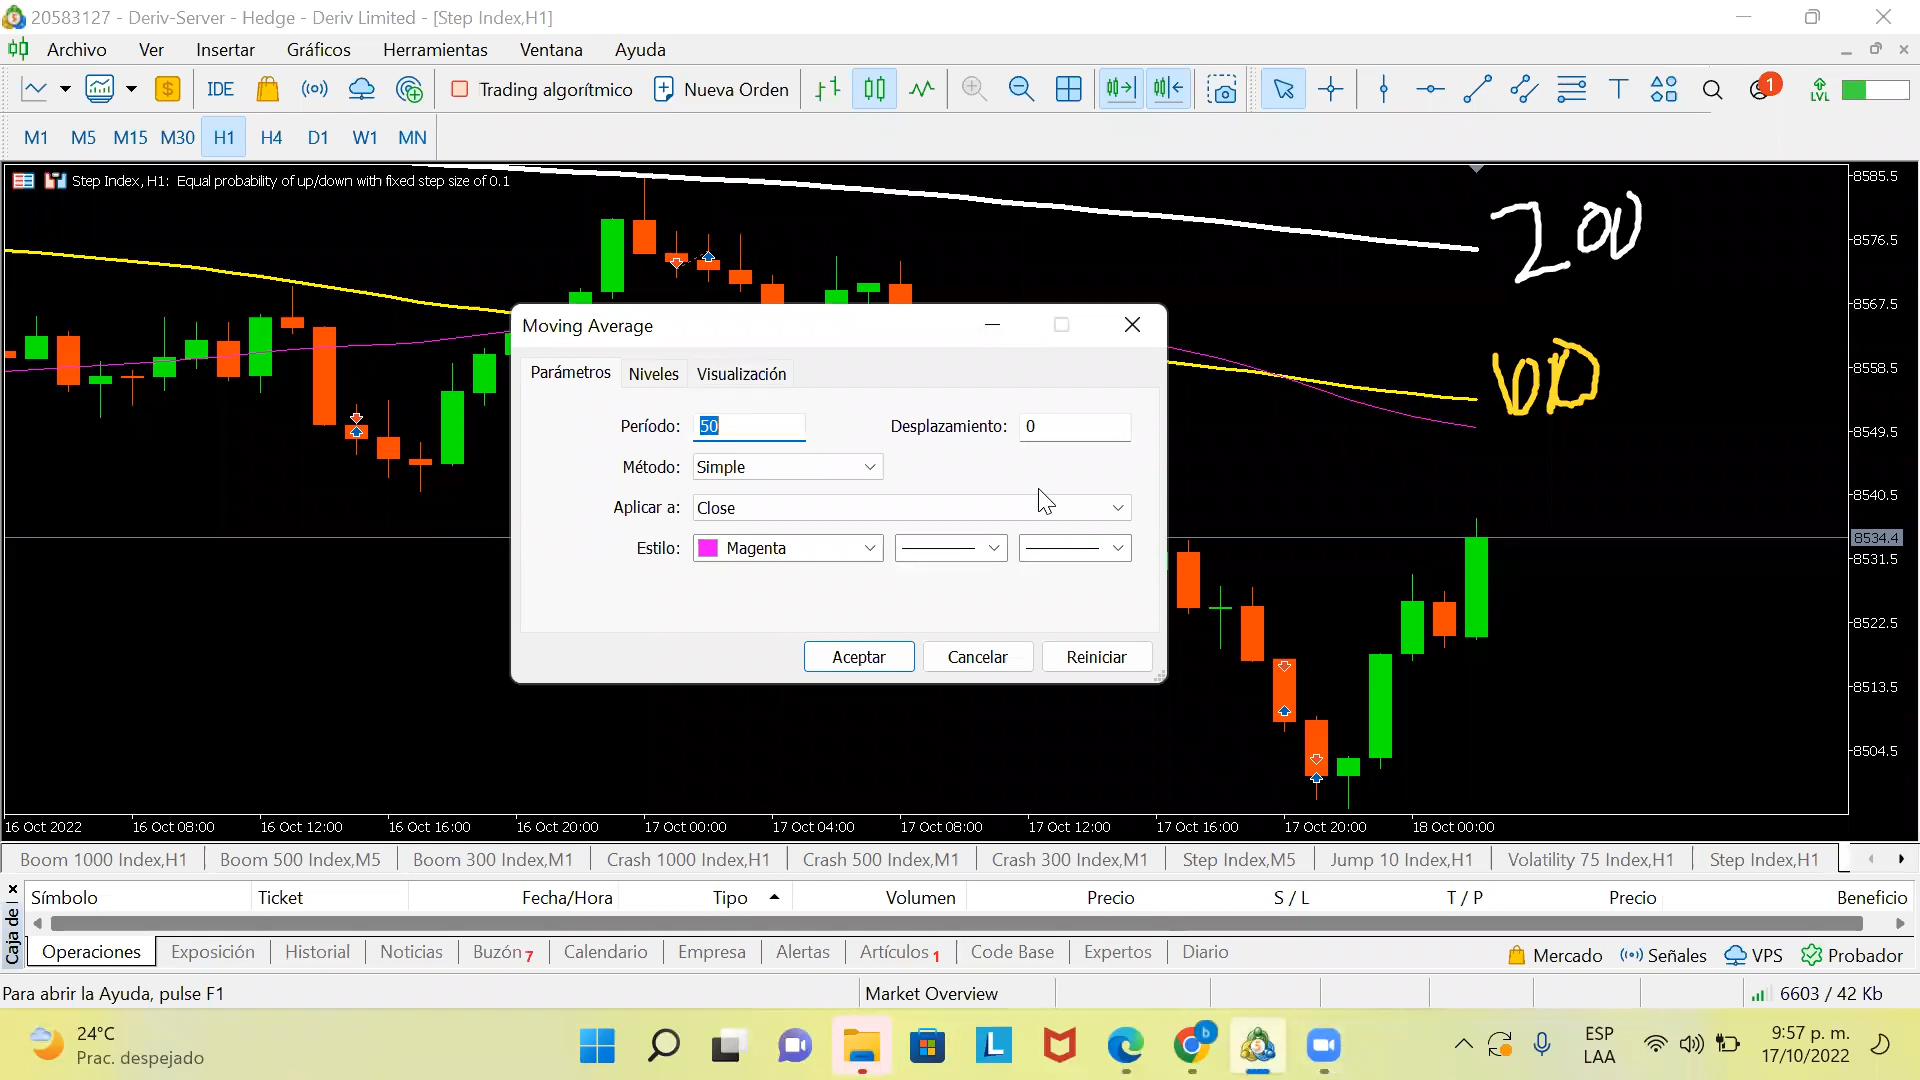 20583127 - Deriv-Server - Hedge - Deriv Limited - [Step Index,H1]
Archivo Ver Insertar Gráficos Herramientas Ventana Ayuda
IDE Trading algorítmico Nueva Orden T 1 LVL
M1 M5 M15 M30 H1 H4 D1 W1 MN
Step Index, H1: Equal probability of up/down with fixed step size of 0.1
8585.5
200
8576.5
8567.5
8558.5
8549.5
8540.5
8534.4
8531.5
8522.5
8513.5
8504.5
Moving Average
Parámetros Niveles Visualización
Período: 50 Desplazamiento: 0
Método: Simple
Aplicar a: Close
Estilo: Magenta
Aceptar Cancelar Reiniciar
16 Oct 2022 16 Oct 08:00 16 Oct 12:00 16 Oct 16:00 16 Oct 20:00 17 Oct 00:00 17 Oct 04:00 17 Oct 08:00 17 Oct 12:00 17 Oct 16:00 17 Oct 20:00 18 Oct 00:00
Boom 1000 Index,H1 Boom 500 Index,M5 Boom 300 Index,M1 Crash 1000 Index,H1 Crash 500 Index,M1 Crash 300 Index,M1 Step Index,M5 Jump 10 Index,H1 Volatility 75 Index,H1 Step Index,H1
Caja de
Símbolo Ticket Fecha/Hora Tipo Volumen Precio S / L T / P Precio Beneficio
Operaciones Exposición Historial Noticias Buzón 7 Calendario Empresa Alertas Artículos 1 Code Base Expertos Diario Mercado Señales VPS Probador
Para abrir la Ayuda, pulse F1 Market Overview 6603 / 42 Kb
24°C
Prac. despejado
L
b
ESP
LAA
9:57 p. m.
17/10/2022